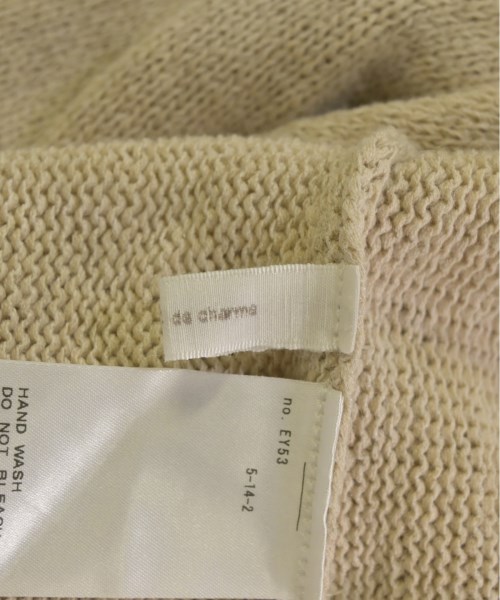 de charme
no. EY53
5-14-2
HAND WASH
DO NOT BLEACH